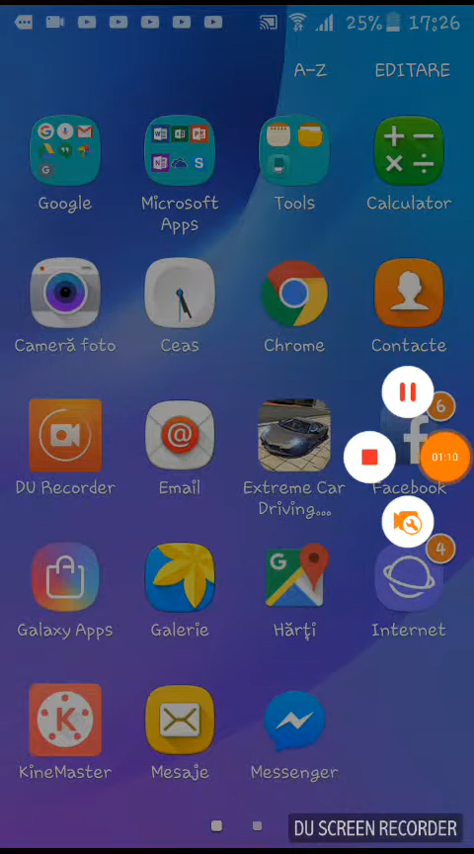 25% 17:26
A-Z EDITARE
Google Microsoft Apps Tools Calculator
Cameră foto Ceas Chrome Contacte
6
01:10
DU Recorder Email Extreme Car Driving... Facebook
4
Galaxy Apps Galerie Hărți Internet
KineMaster Mesaje Messenger
DU SCREEN RECORDER